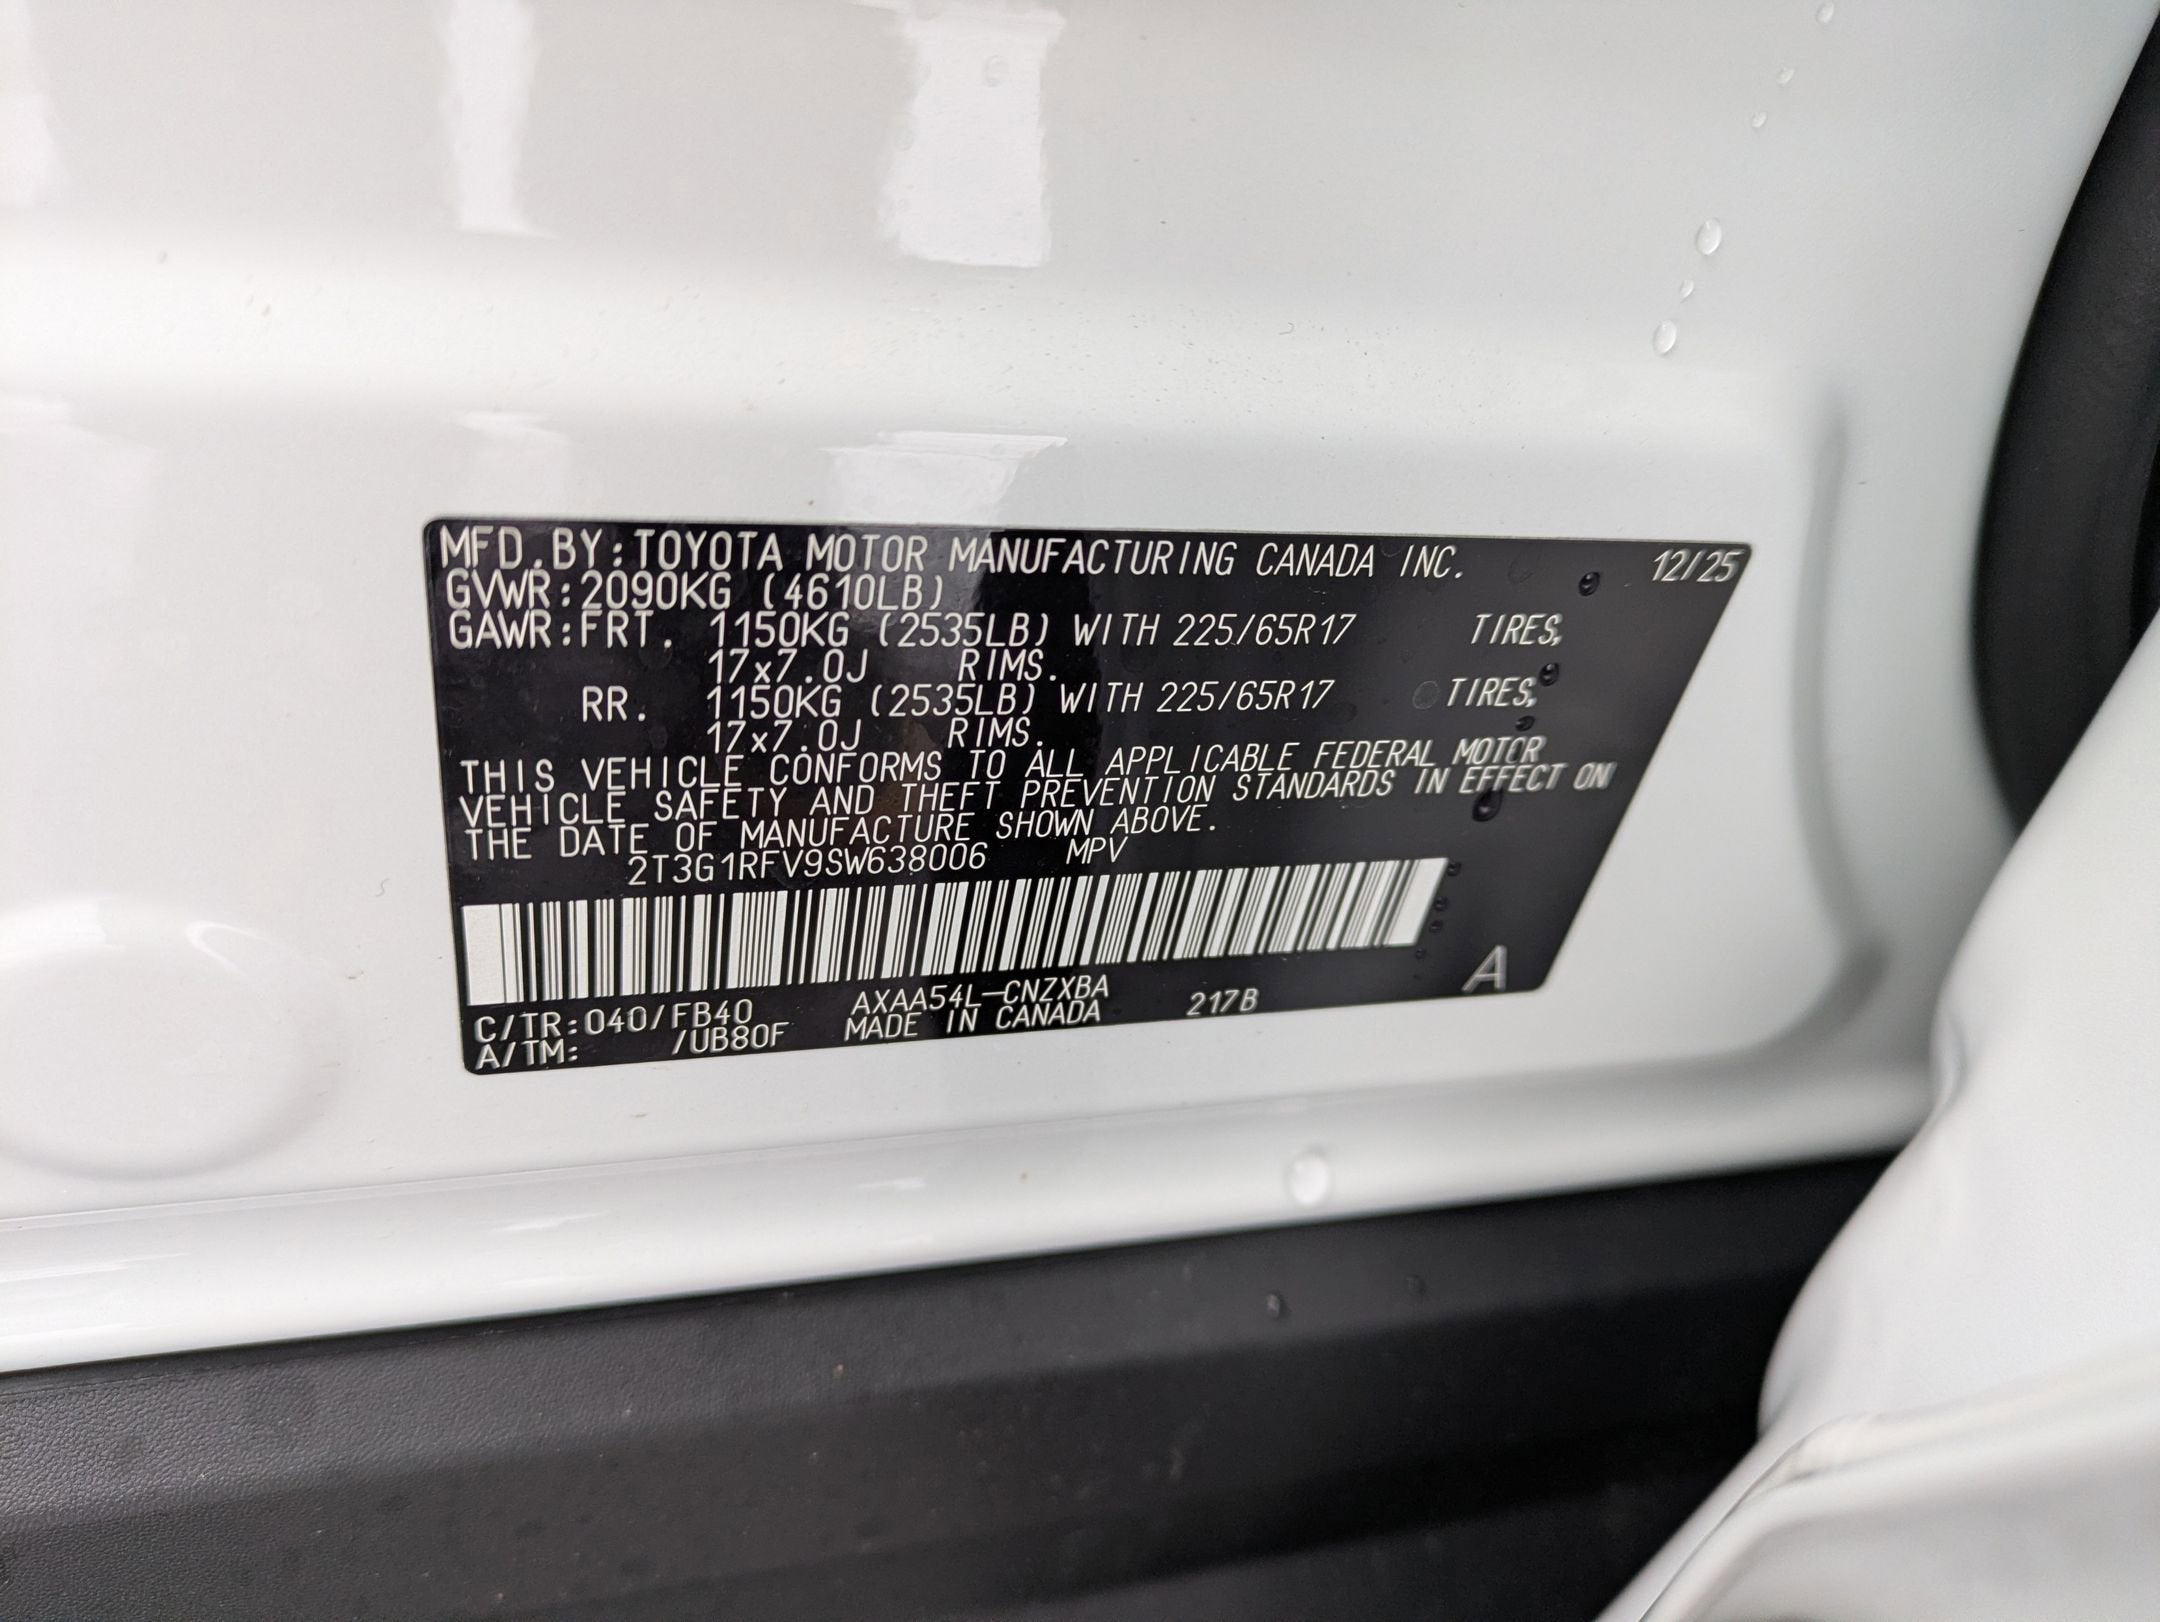 MFD.BY:TOYOTA MOTOR MANUFACTURING CANADA INC. 12/25
GVWR:2090KG (4610LB)
GAWR:FRT. 1150KG (2535LB) WITH 225/65R17 TIRES,
17x7.0J RIMS.
RR. 1150KG (2535LB) WITH 225/65R17 TIRES,
17x7.0J RIMS.
THIS VEHICLE CONFORMS TO ALL APPLICABLE FEDERAL MOTOR
VEHICLE SAFETY AND THEFT PREVENTION STANDARDS IN EFFECT ON
THE DATE OF MANUFACTURE SHOWN ABOVE.
2T3G1RFV9SW638006 MPV
A
C/TR:040/FB40 AXAA54L-CNZXBA 217B
A/TM: /UB80F MADE IN CANADA